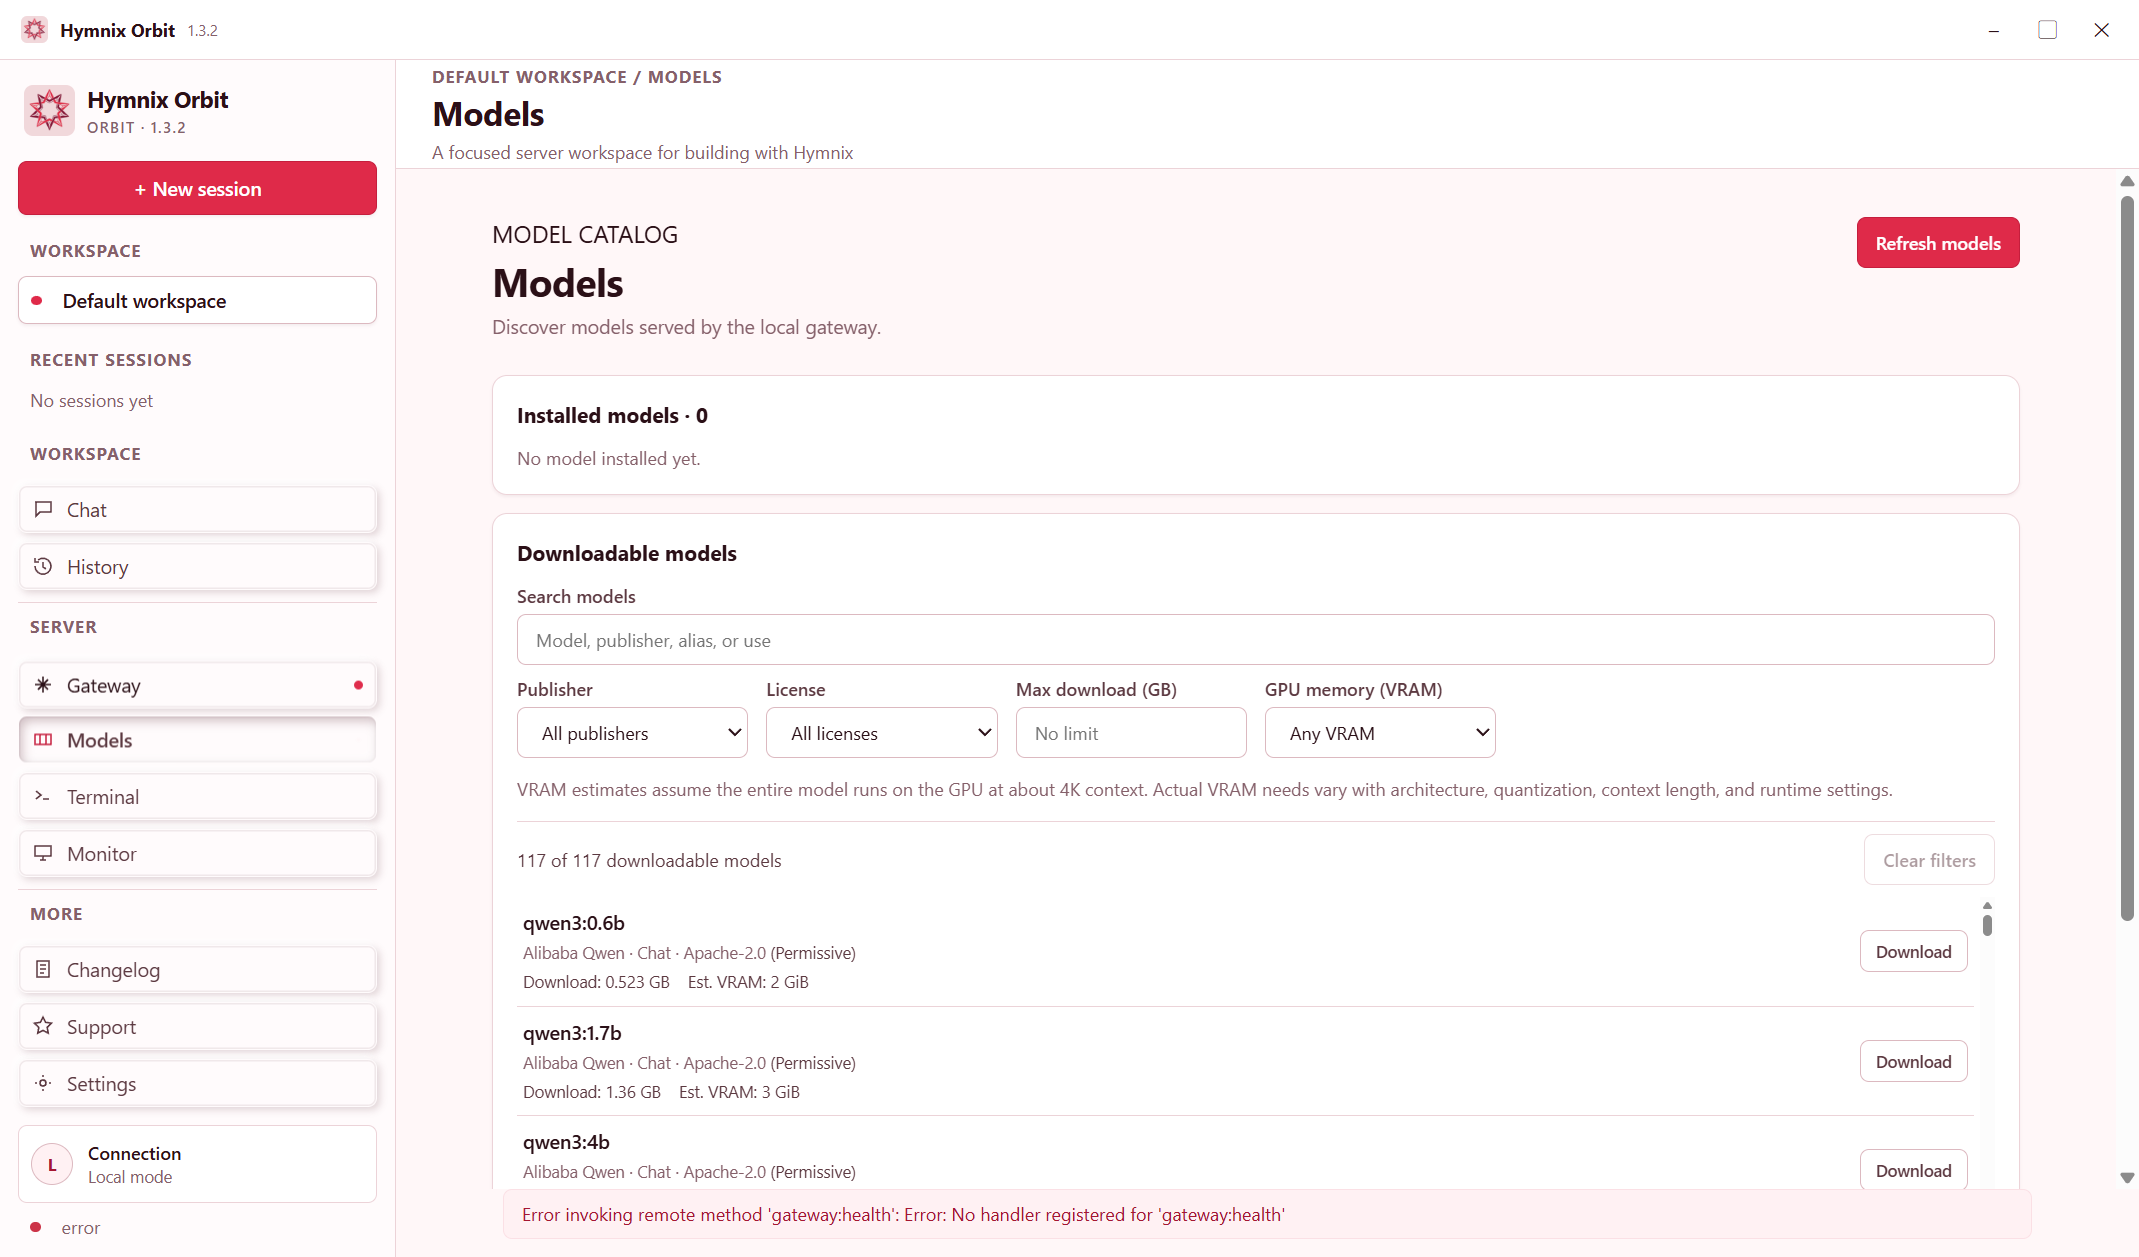 Hymnix Orbit 1.3.2
Hymnix Orbit
ORBIT · 1.3.2
+ New session
WORKSPACE
Default workspace
RECENT SESSIONS
No sessions yet
WORKSPACE
Chat
History
SERVER
Gateway
Models
Terminal
Monitor
MORE
Changelog
Support
Settings
L
Connection
Local mode
error
DEFAULT WORKSPACE / MODELS
Models
A focused server workspace for building with Hymnix
MODEL CATALOG
Models
Discover models served by the local gateway.
Refresh models
Installed models · 0
No model installed yet.
Downloadable models
Search models
Model, publisher, alias, or use
Publisher License Max download (GB) GPU memory (VRAM)
All publishers All licenses No limit Any VRAM
VRAM estimates assume the entire model runs on the GPU at about 4K context. Actual VRAM needs vary with architecture, quantization, context length, and runtime settings.
117 of 117 downloadable models Clear filters
qwen3:0.6b
Alibaba Qwen · Chat · Apache-2.0 (Permissive)
Download: 0.523 GB Est. VRAM: 2 GiB
Download
qwen3:1.7b
Alibaba Qwen · Chat · Apache-2.0 (Permissive)
Download: 1.36 GB Est. VRAM: 3 GiB
Download
qwen3:4b
Alibaba Qwen · Chat · Apache-2.0 (Permissive)
Download
Error invoking remote method 'gateway:health': Error: No handler registered for 'gateway:health'